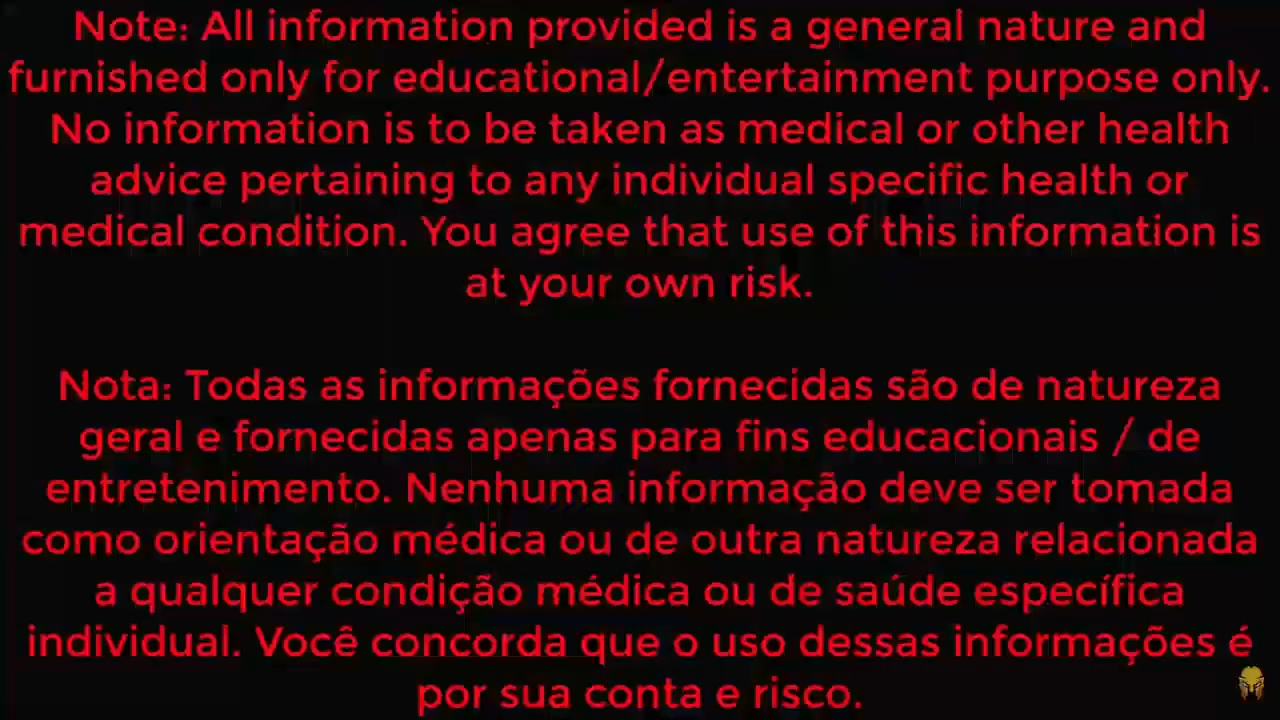 Note: All information provided is a general nature and
furnished only for educational/entertainment purpose only.
No information is to be taken as medical or other health
advice pertaining to any individual specific health or
medical condition. You agree that use of this information is
at your own risk.
Nota: Todas as informações fornecidas são de natureza
geral e fornecidas apenas para fins educacionais / de
entretenimento. Nenhuma informação deve ser tomada
como orientação médica ou de outra natureza relacionada
a qualquer condição médica ou de saúde específica
individual. Você concorda que o uso dessas informações é
por sua conta e risco.